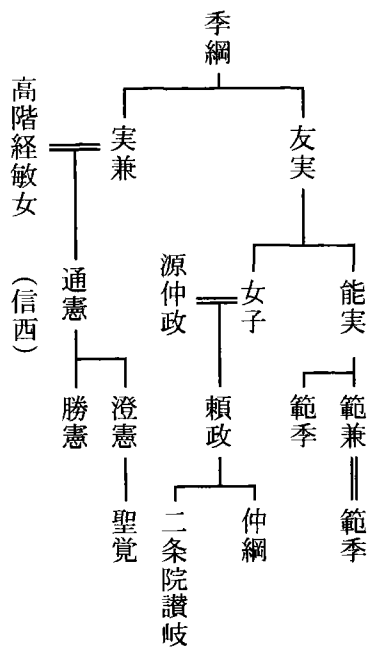 季綱
友実
実兼
高階経敏女
能実
女子
源仲政
通憲
（信西）
範兼
範季
頼政
澄憲
勝憲
範季
仲綱
二条院讃岐
聖覚